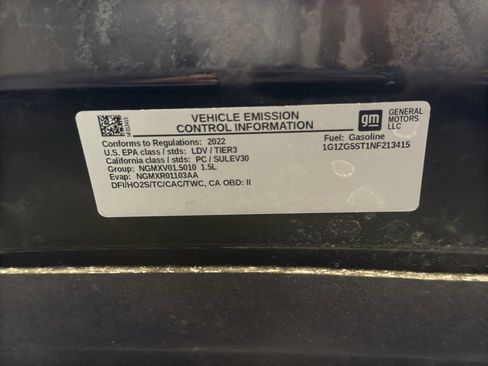 VEHICLE EMISSION
CONTROL INFORMATION
gm
GENERAL
MOTORS
LLC
Conforms to Regulations: 2022
Fuel: Gasoline
U.S. EPA class / stds: LDV / TIER3
1G1ZG5ST1NF213415
California class / stds: PC / SULEV30
Group: NGMXV01.5010 1.5L
Evap: NGMXR01103AA
DFI/HO2S/TC/CAC/TWC, CA OBD: II